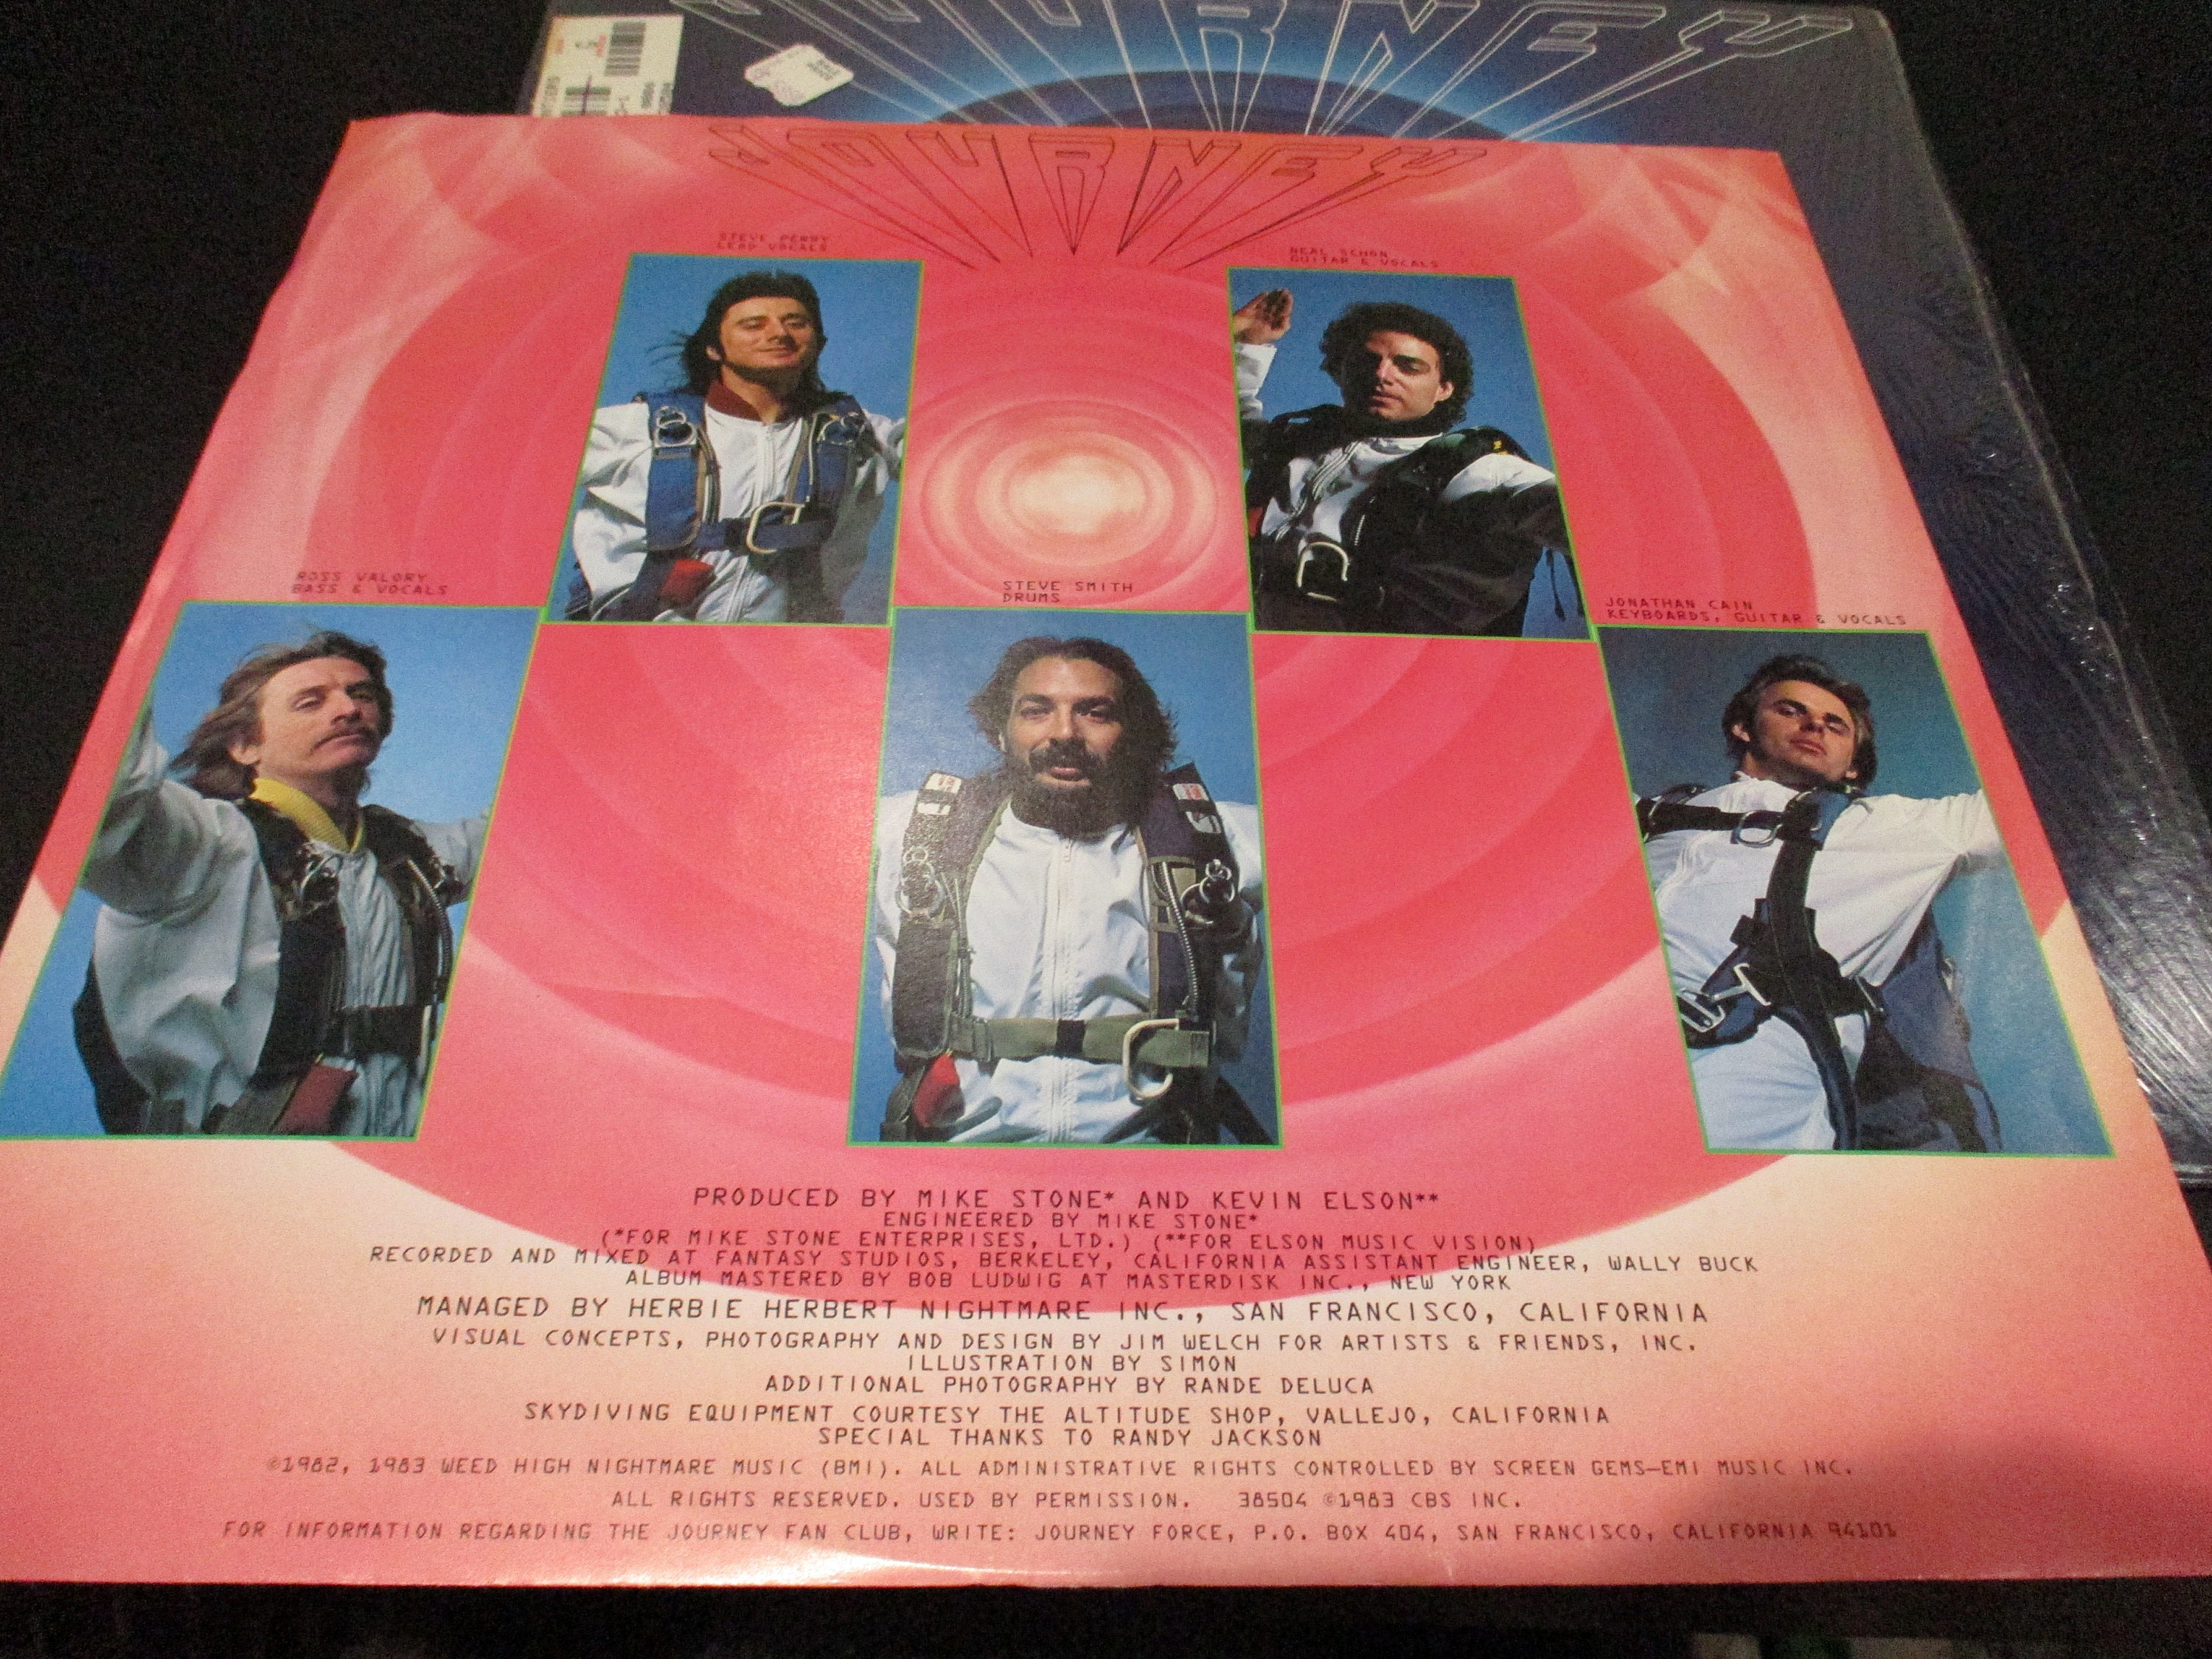 JOURNEY
JOURNEY
STEVE PERRY
LEAD VOCALS
NEAL SCHON
GUITAR & VOCALS
ROSS VALORY
BASS & VOCALS
STEVE SMITH
DRUMS
JONATHAN CAIN
KEYBOARDS, GUITAR & VOCALS
PRODUCED BY MIKE STONE* AND KEVIN ELSON**
ENGINEERED BY MIKE STONE*
(*FOR MIKE STONE ENTERPRISES, LTD.) (**FOR ELSON MUSIC VISION)
RECORDED AND MIXED AT FANTASY STUDIOS, BERKELEY, CALIFORNIA ASSISTANT ENGINEER, WALLY BUCK
ALBUM MASTERED BY BOB LUDWIG AT MASTERDISK INC., NEW YORK
MANAGED BY HERBIE HERBERT NIGHTMARE INC., SAN FRANCISCO, CALIFORNIA
VISUAL CONCEPTS, PHOTOGRAPHY AND DESIGN BY JIM WELCH FOR ARTISTS & FRIENDS, INC.
ILLUSTRATION BY SIMON
ADDITIONAL PHOTOGRAPHY BY RANDE DELUCA
SKYDIVING EQUIPMENT COURTESY THE ALTITUDE SHOP, VALLEJO, CALIFORNIA
SPECIAL THANKS TO RANDY JACKSON
©1982, 1983 WEED HIGH NIGHTMARE MUSIC (BMI). ALL ADMINISTRATIVE RIGHTS CONTROLLED BY SCREEN GEMS-EMI MUSIC INC.
ALL RIGHTS RESERVED. USED BY PERMISSION. 38504 ©1983 CBS INC.
FOR INFORMATION REGARDING THE JOURNEY FAN CLUB, WRITE: JOURNEY FORCE, P.O. BOX 404, SAN FRANCISCO, CALIFORNIA 94101